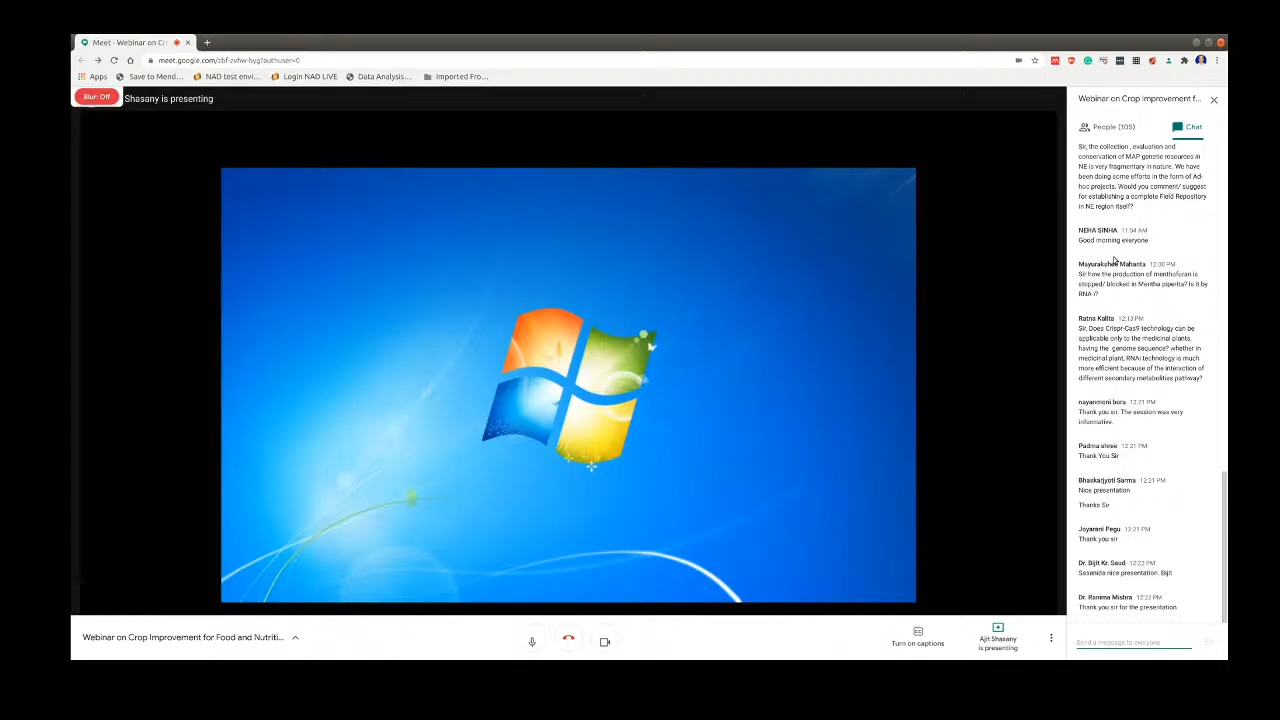 Meet - Webinar on Cro
meet.google.com/zbf-zvhw-byg?authuser=0
Apps Save to Mend... NAD test envi... Login NAD LIVE Data Analysis... Imported Fro...
Blur: Off
Shasany is presenting
Webinar on Crop Improvement f...
People (105) Chat
Sir, the collection , evaluation and
conservation of MAP genetic resources in
NE is very fragmentary in nature. We have
been doing some efforts in the form of Ad-
hoc projects. Would you comment/ suggest
for establishing a complete Field Repository
in NE region itself?
NEHA SINHA 11:54 AM
Good morning everyone
Mayurakshee Mahanta 12:00 PM
Sir how the production of menthofuran is
stopped/ blocked in Mentha piperita? Is it by
RNA i?
Ratna Kalita 12:13 PM
Sir, Does Crispr-Cas9 technology can be
applicable only to the medicinal plants,
having the genome sequence? whether in
medicinal plant, RNAi technology is much
more efficient because of the interaction of
different secondary metabolities pathway?
nayanmoni bora 12:21 PM
Thank you sir. The session was very
informative.
Padma shree 12:21 PM
Thank You Sir
Bhaskarjyoti Sarma 12:21 PM
Nice presentation
Thanks Sir
Joyarani Pegu 12:21 PM
Thank you sir
Dr. Bijit Kr. Saud 12:22 PM
Sasanida nice presentation. Bijit
Dr. Ranima Mishra 12:22 PM
Thank you sir for the presentation.
Send a message to everyone
Webinar on Crop Improvement for Food and Nutriti...
Turn on captions
Ajit Shasany
is presenting